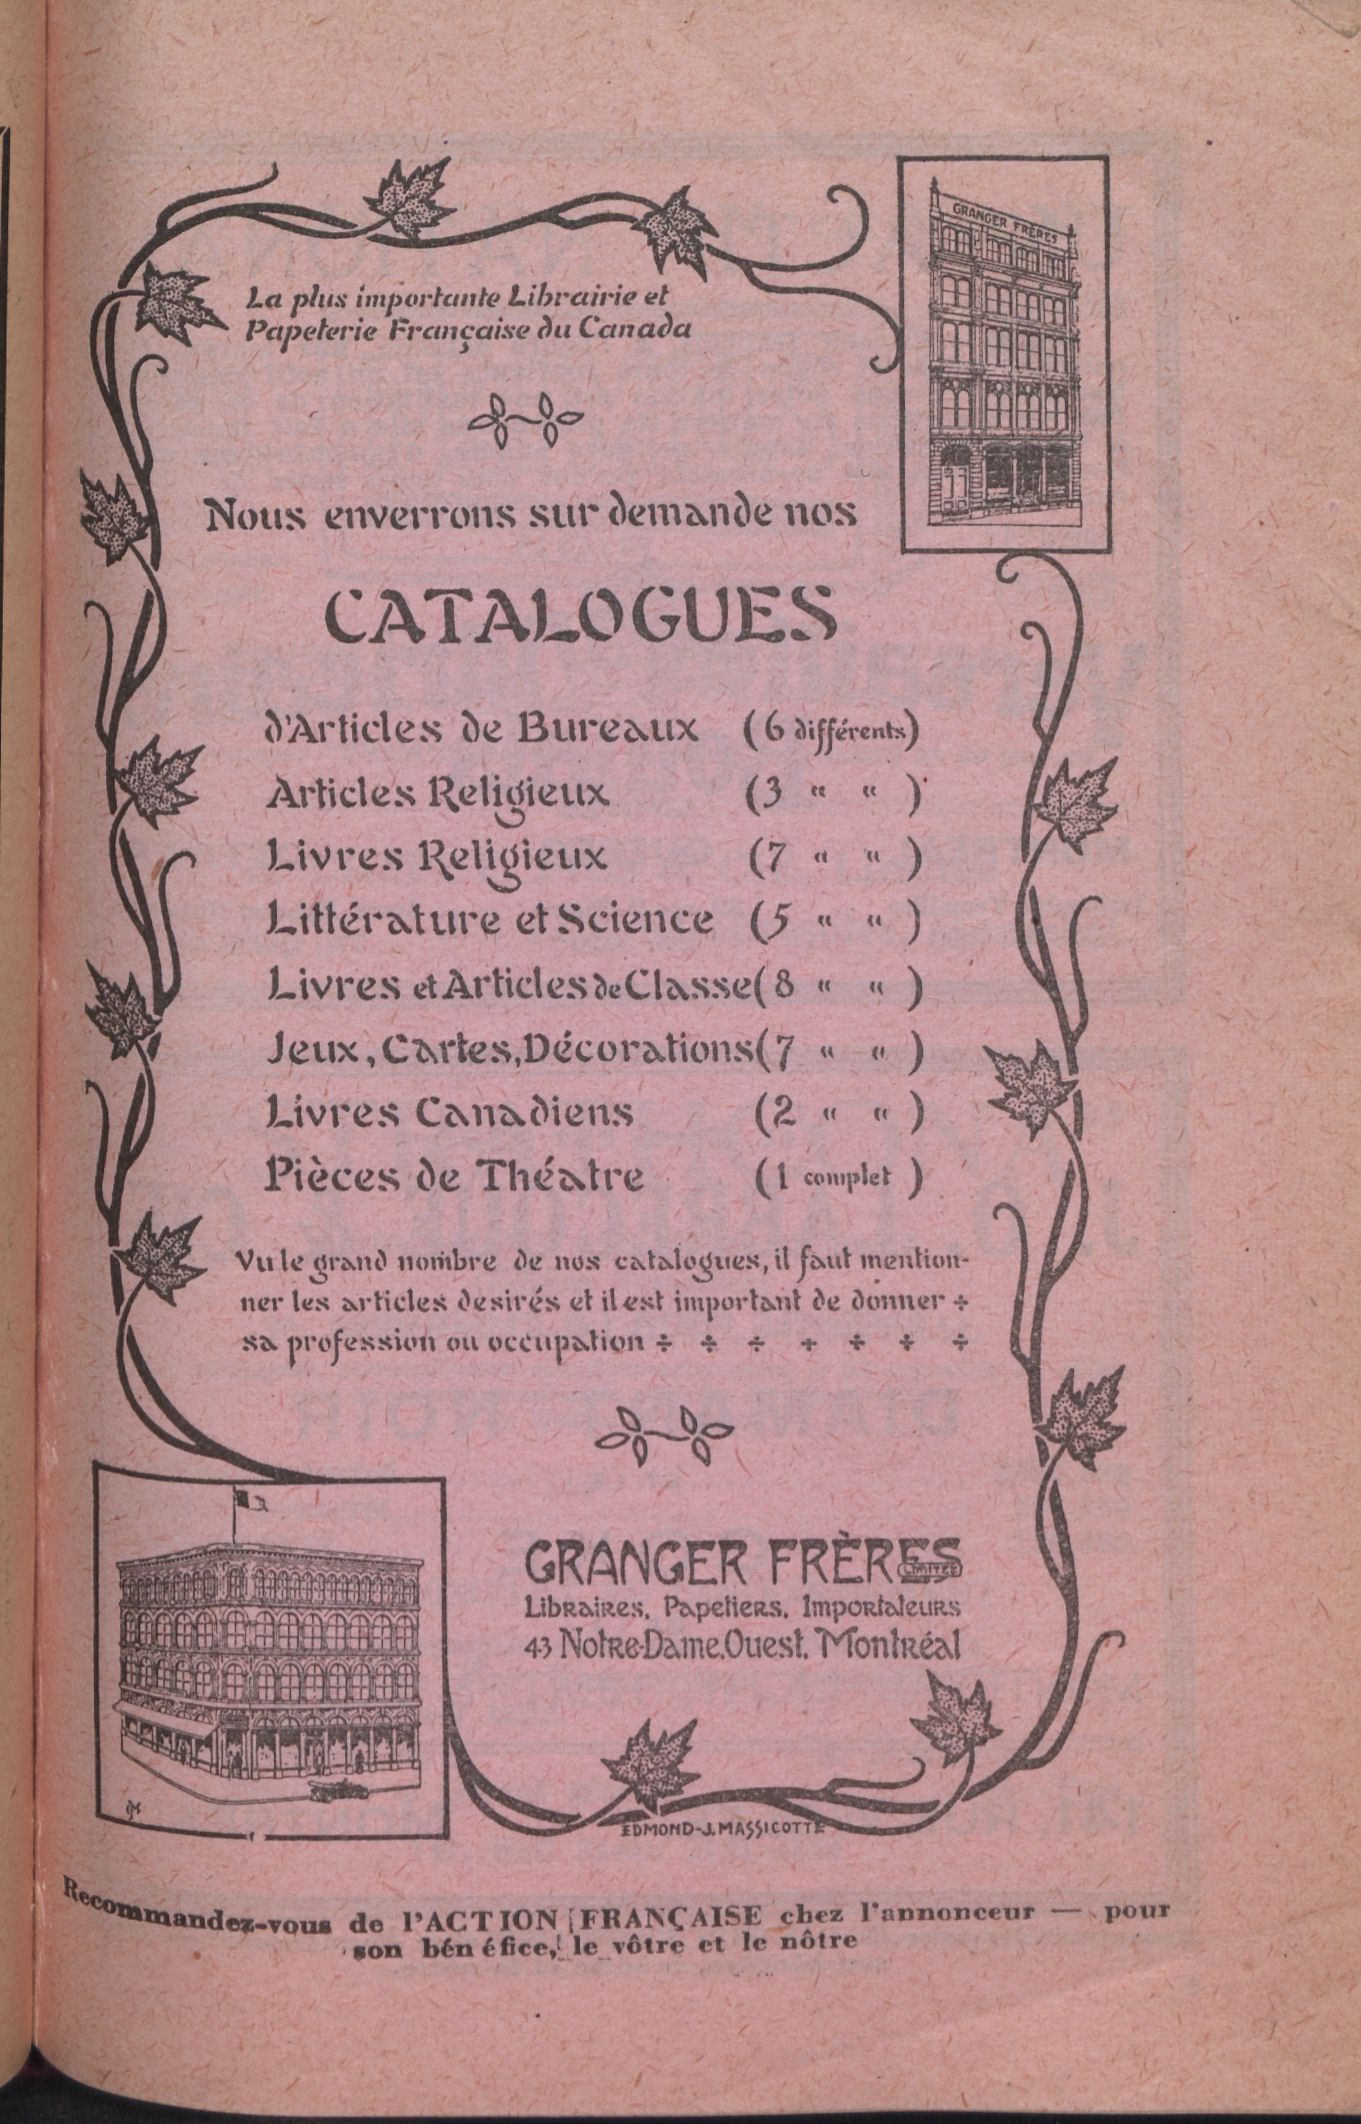 GRANGER FRÈRES
La plus importante Librairie et
Papeterie Française du Canada
Nous enverrons sur demande nos
CATALOGUES
d'Articles de Bureaux (6 différents)
Articles Religieux (3 " " )
Livres Religieux (7 " " )
Littérature et Science (5 " " )
Livres et Articles de Classe (8 " " )
Jeux, Cartes, Décorations (7 " " )
Livres Canadiens (2 " " )
Pièces de Théatre (1 complet )
Vu le grand nombre de nos catalogues, il faut mention-
ner les articles desirés et il est important de donner ÷
sa profession ou occupation ÷ ÷ ÷ ÷ ÷ ÷ ÷
GRANGER FRÈRES LIMITÉE
Libraires, Papetiers, Importateurs
43 Notre-Dame.Ouest. Montréal
EDMOND-J. MASSICOTTE
Recommandez-vous de l'ACTION FRANÇAISE chez l'annonceur — pour
son bénéfice, le vôtre et le nôtre